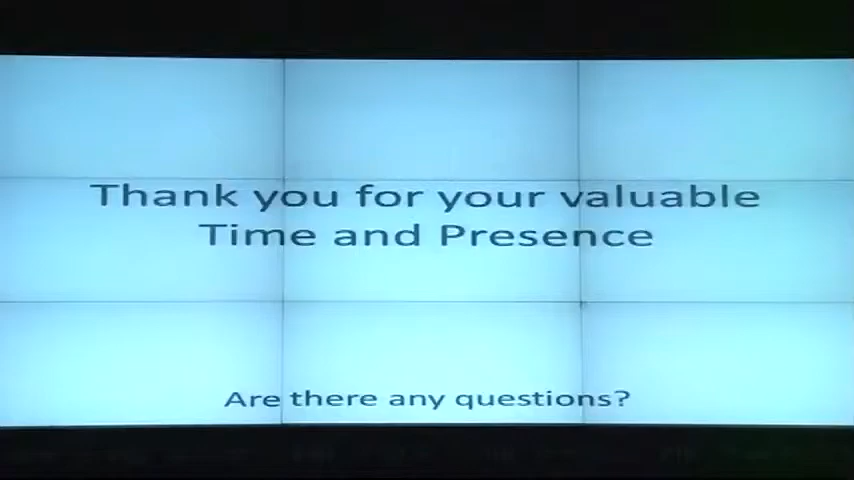 Thank you for your valuable
Time and Presence
Are there any questions?